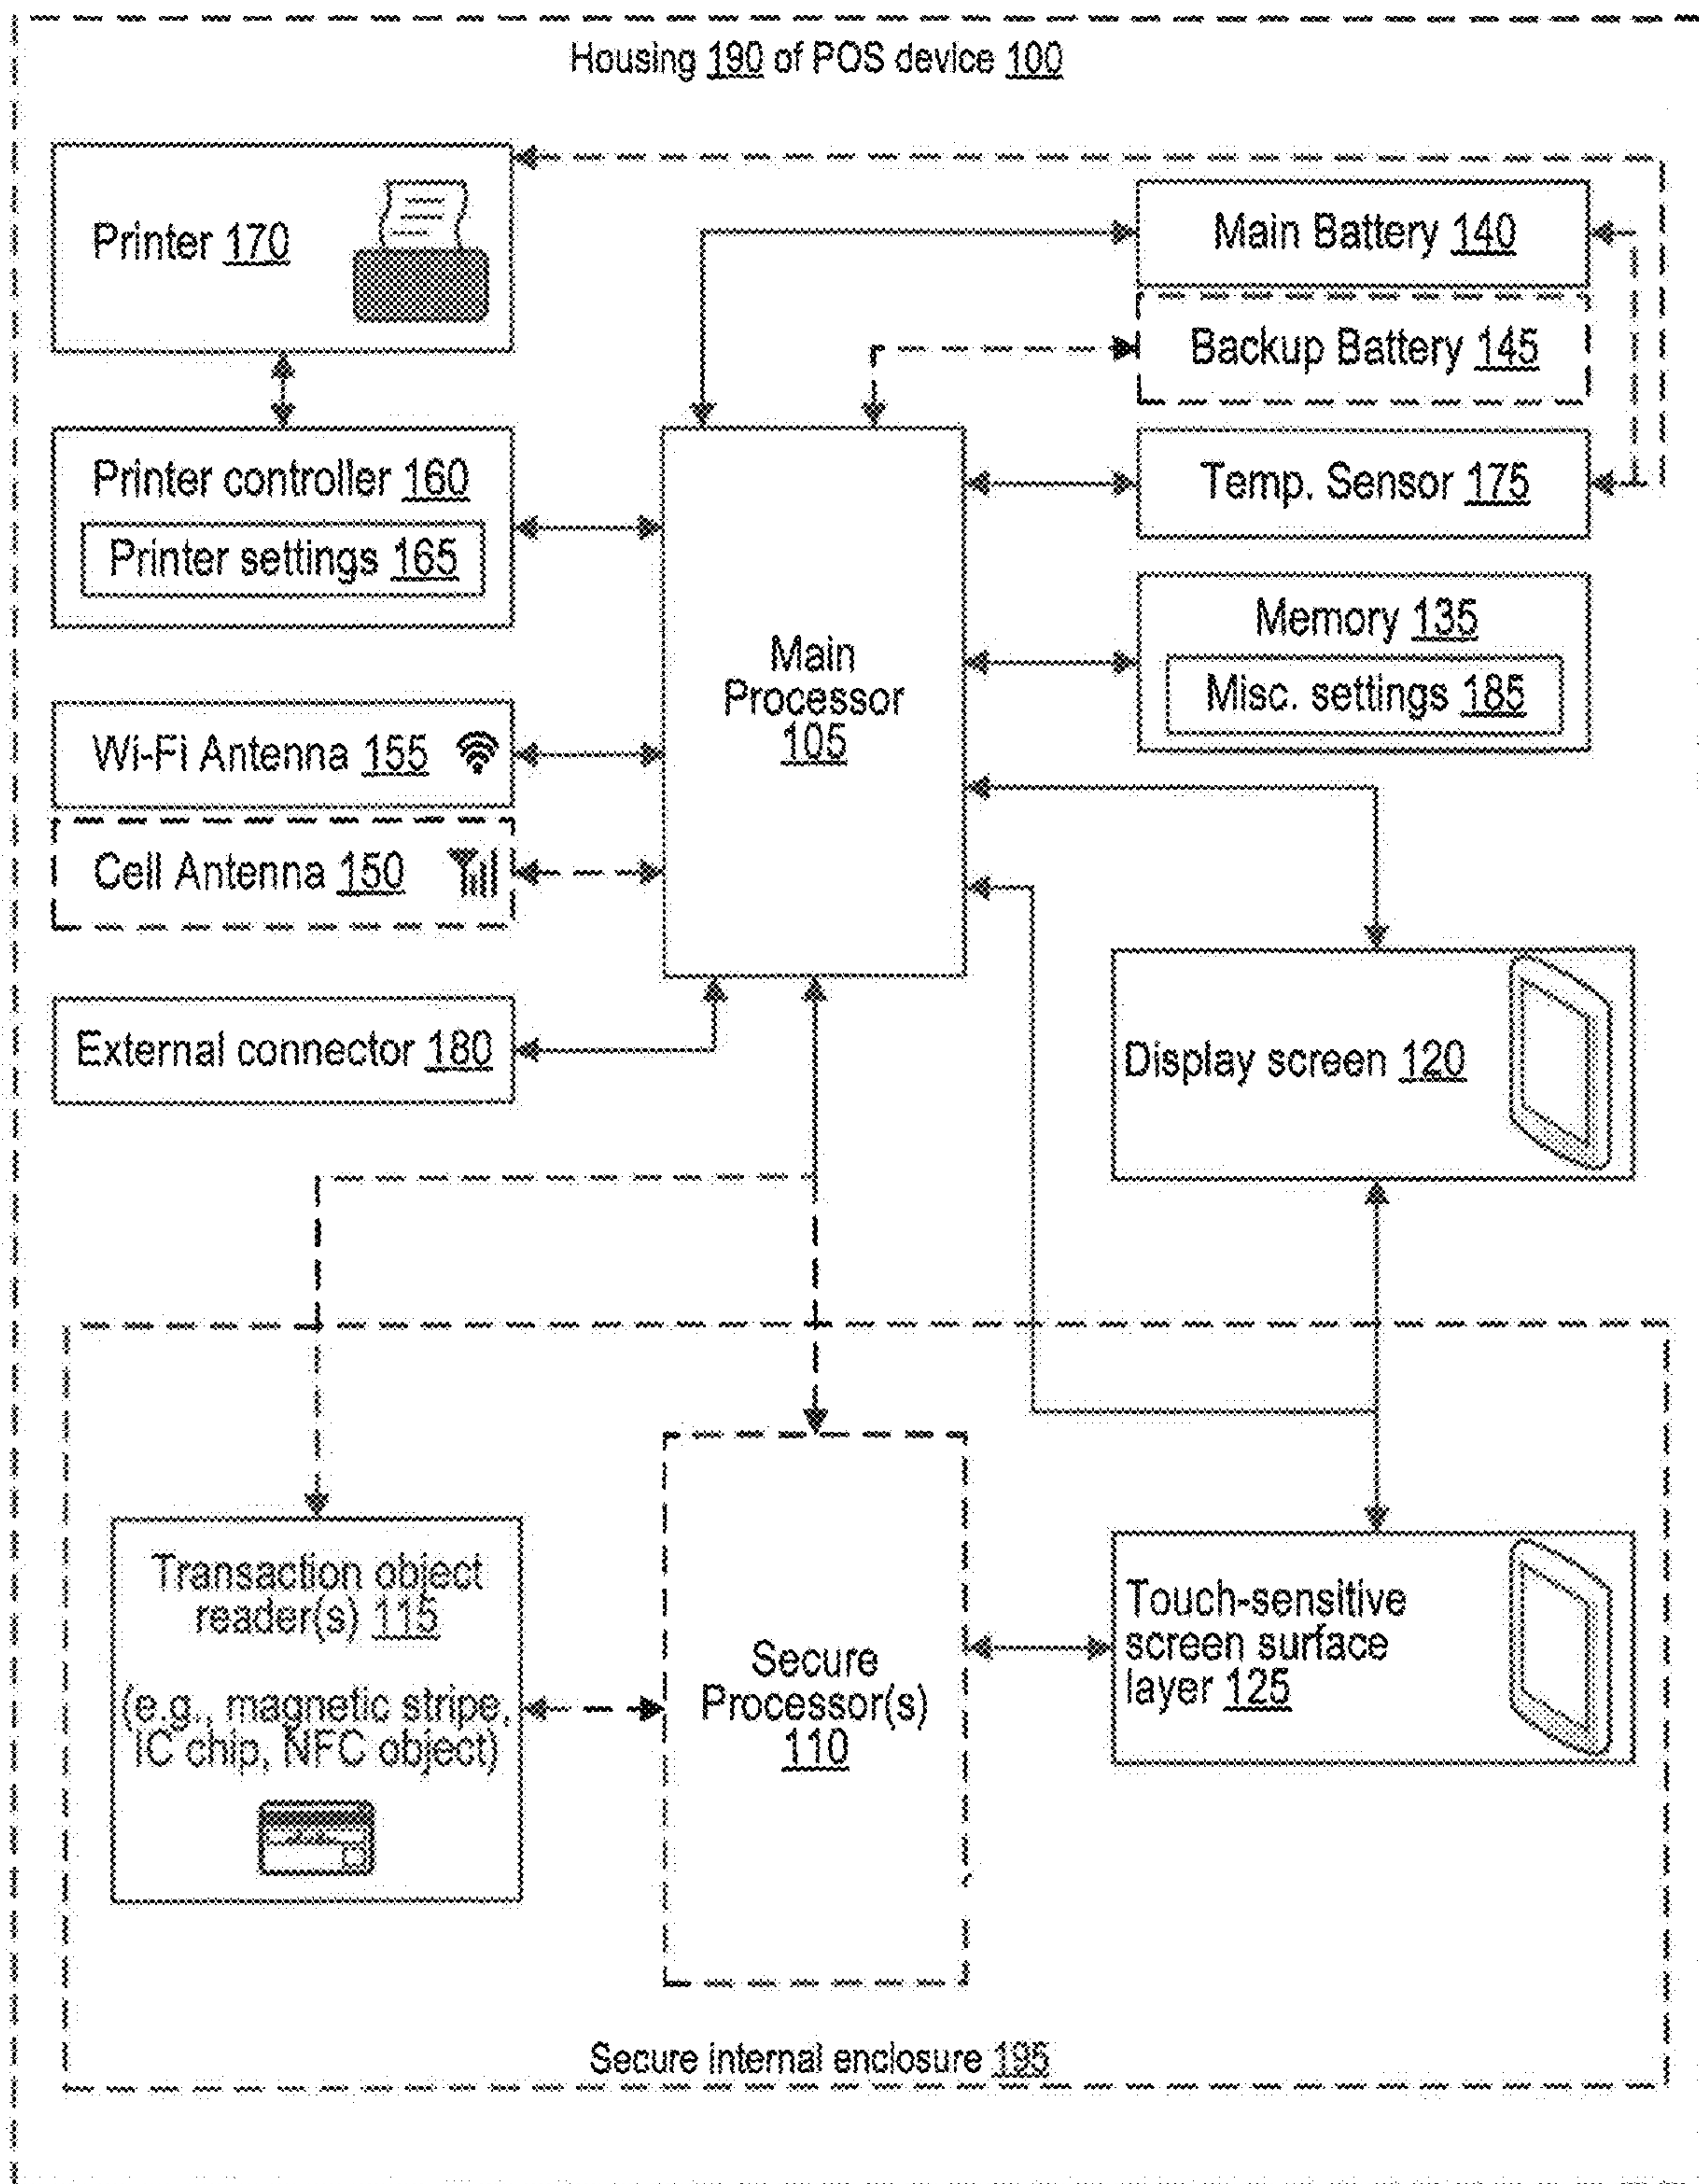 Housing 190 of POS device 100
Printer 170
Main Battery 140
Backup Battery 145
Printer controller 160
Printer settings 165
Temp. Sensor 175
Memory 135
Misc. settings 185
Main
Processor
105
Wi-Fi Antenna 155
Cell Antenna 150
External connector 180
Display screen 120
Transaction object
reader(s) 115
(e.g., magnetic stripe,
IC chip, NFC object)
Secure
Processor(s)
110
Touch-sensitive
screen surface
layer 125
Secure internal enclosure 195